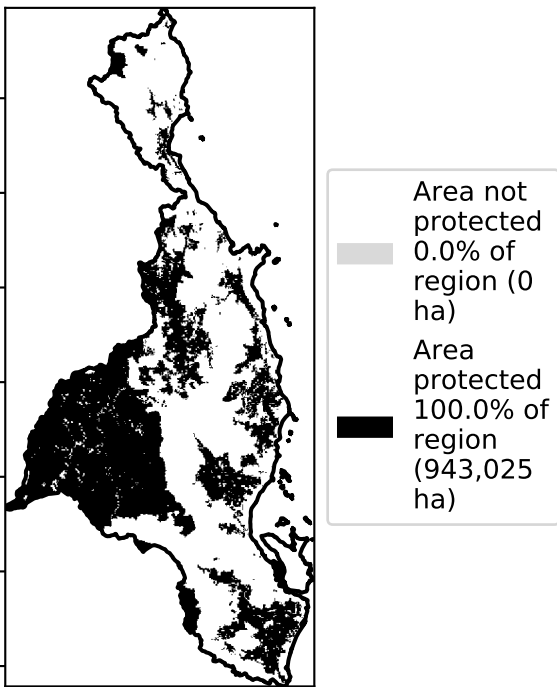 Area not
protected
0.0% of
region (0
ha)
Area
protected
100.0% of
region
(943,025
ha)